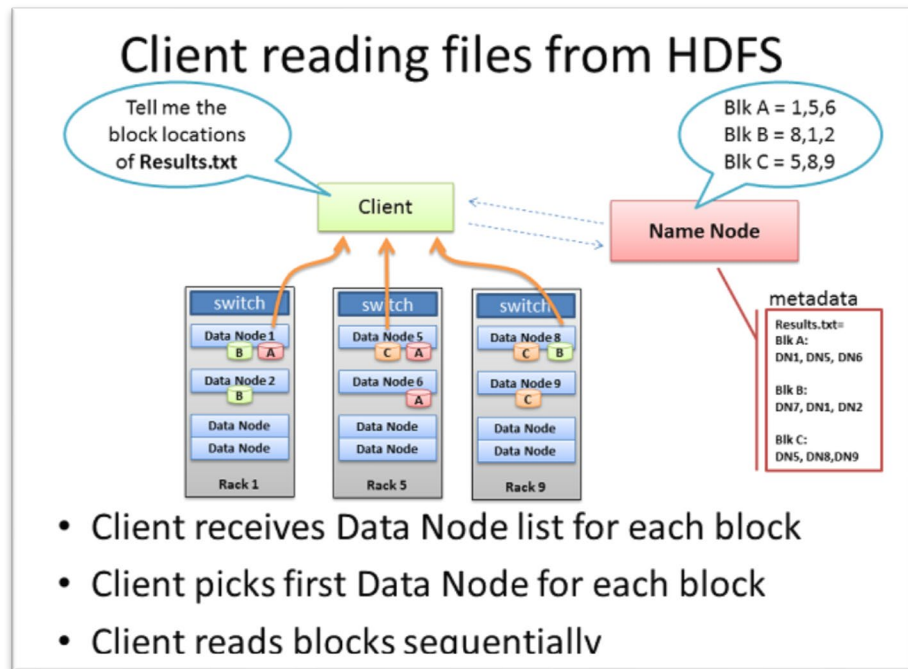 Client reading files from HDFS
Tell me the
block locations
of Results.txt
Blk A = 1,5,6
Blk B = 8,1,2
Blk C = 5,8,9
Client
Name Node
switch
Data Node 1
B
A
Data Node 2
B
Data Node
Data Node
Rack 1
switch
Data Node 5
C
A
Data Node 6
A
Data Node
Data Node
Rack 5
switch
Data Node 8
C
B
Data Node 9
C
Data Node
Data Node
Rack 9
metadata
Results.txt=
Blk A:
DN1, DN5, DN6
Blk B:
DN7, DN1, DN2
Blk C:
DN5, DN8,DN9
• Client receives Data Node list for each block
• Client picks first Data Node for each block
• Client reads blocks sequentially